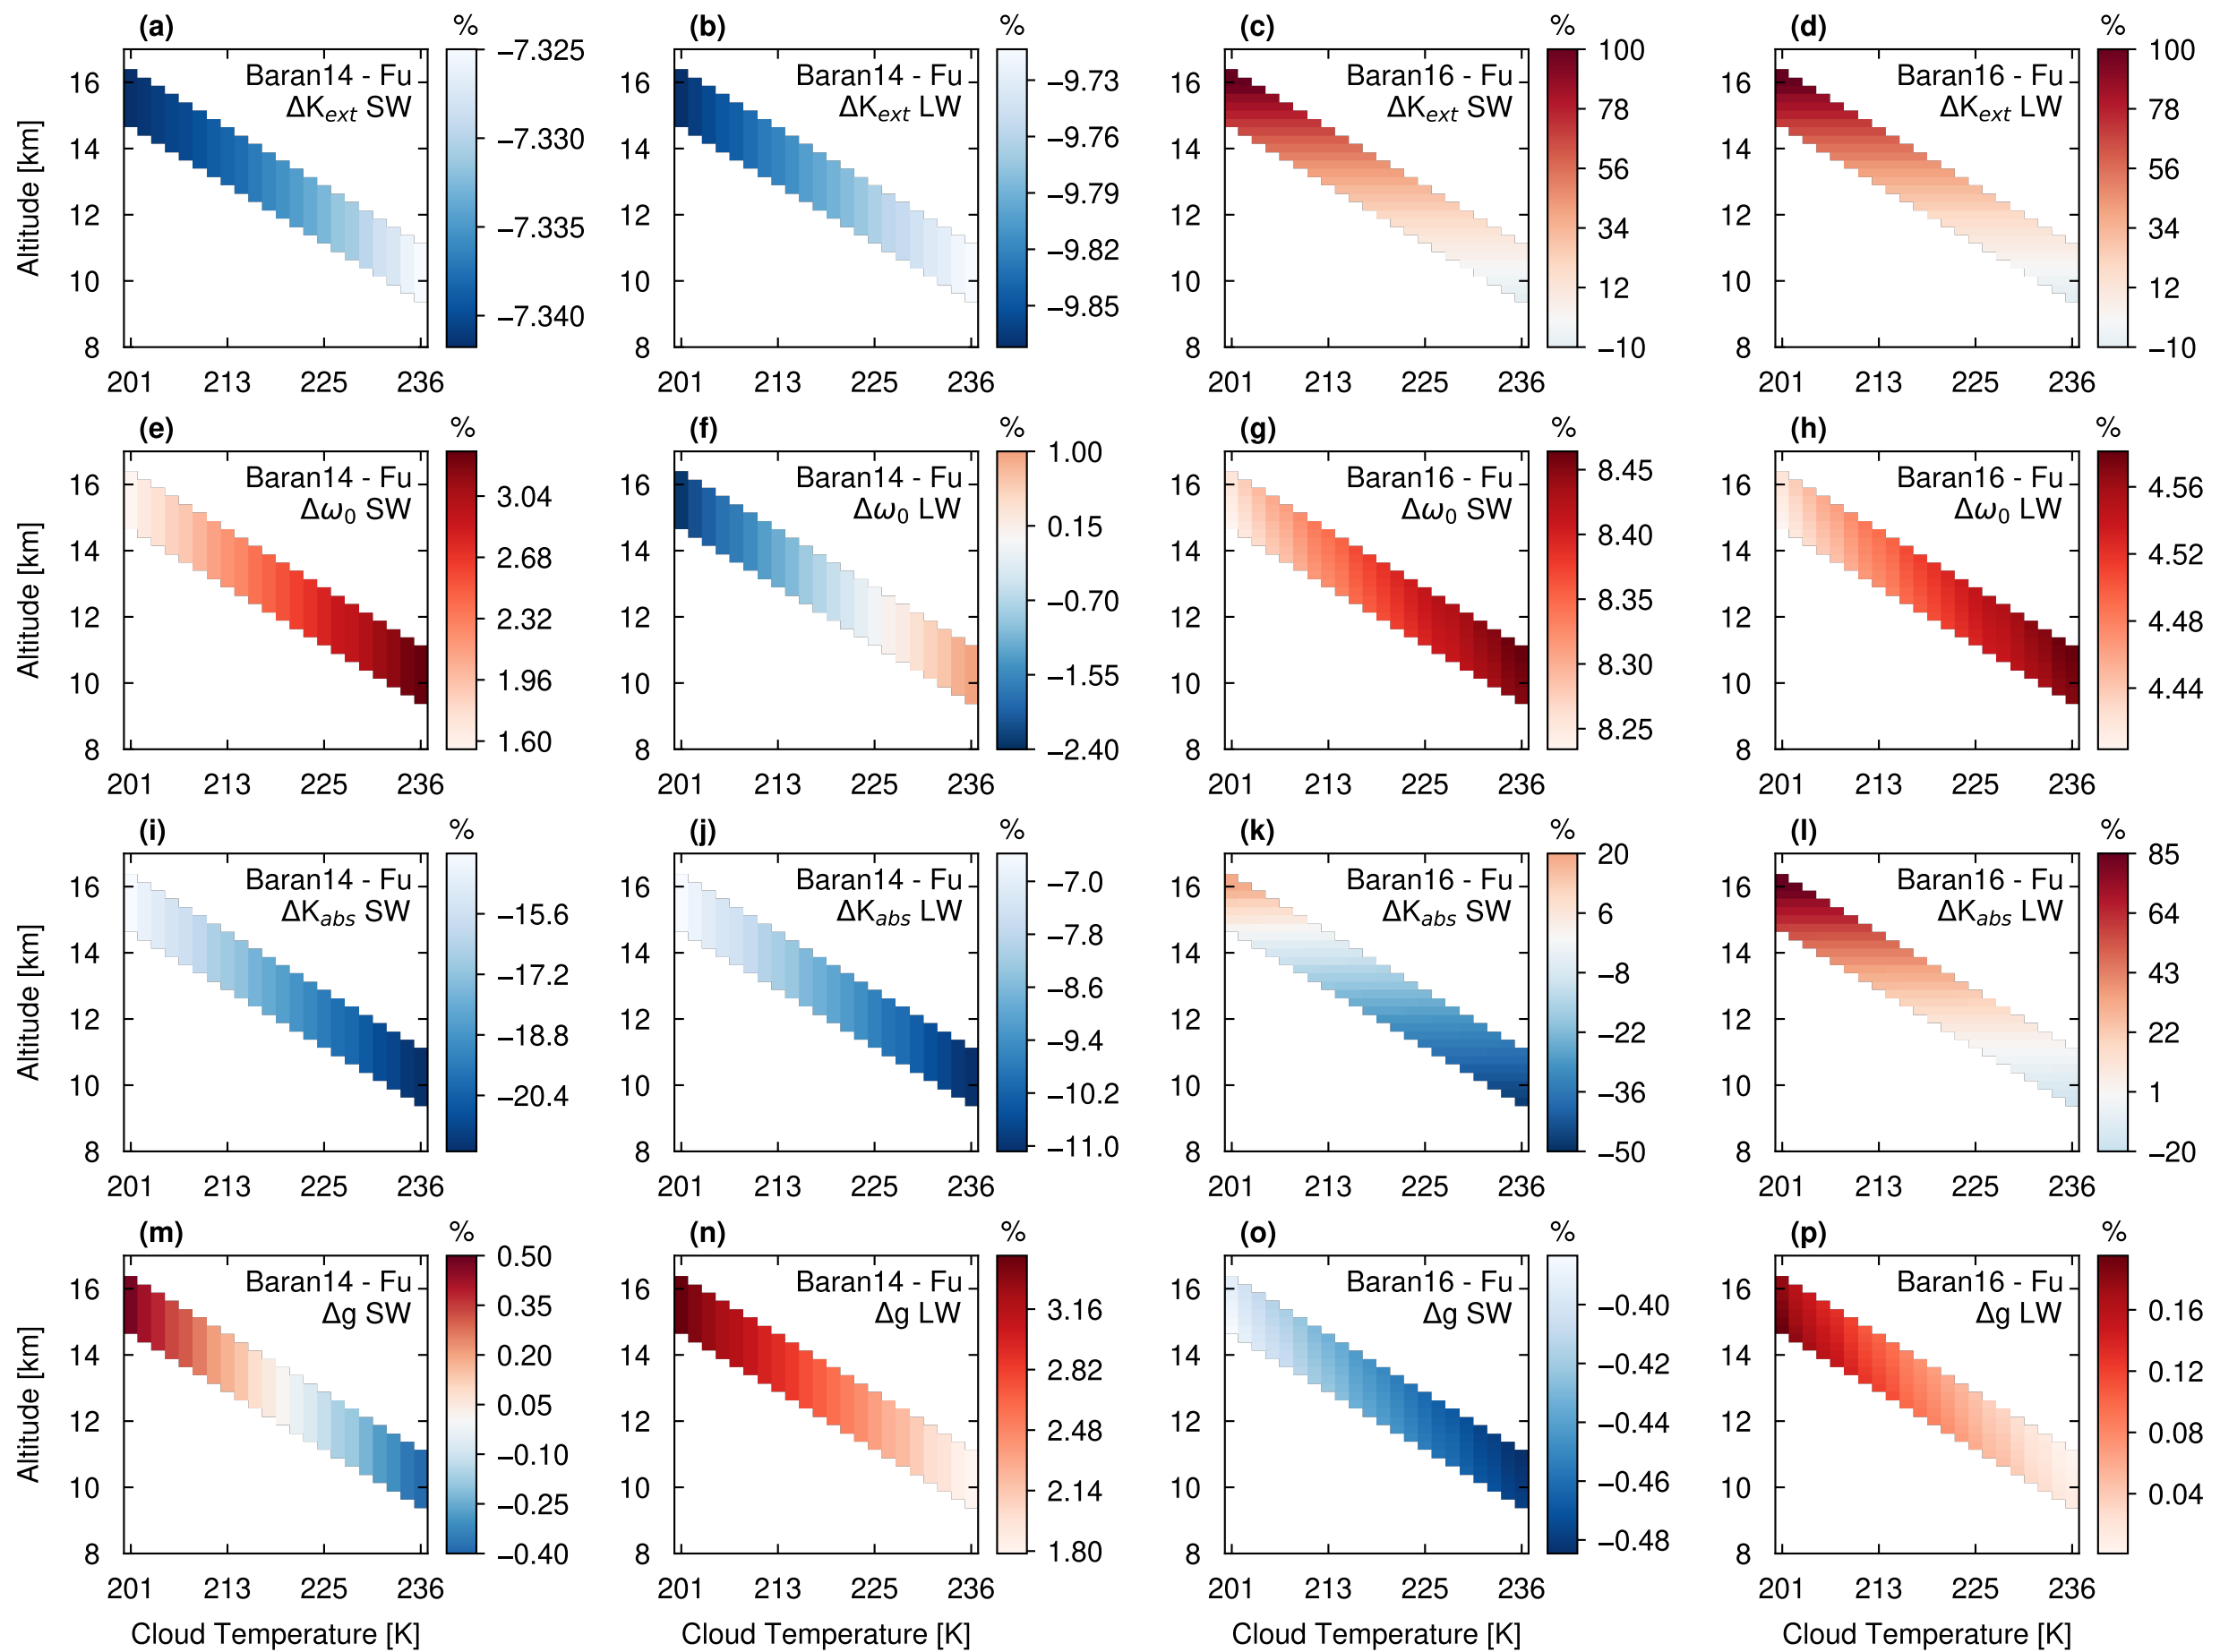 (a) % (b) % (c) % (d) %
Altitude [km]
16
14
12
10
8
201 213 225 236
Baran14 - Fu
ΔK_ext SW
−7.325
−7.330
−7.335
−7.340
16
14
12
10
8
201 213 225 236
Baran14 - Fu
ΔK_ext LW
−9.73
−9.76
−9.79
−9.82
−9.85
16
14
12
10
8
201 213 225 236
Baran16 - Fu
ΔK_ext SW
100
78
56
34
12
−10
16
14
12
10
8
201 213 225 236
Baran16 - Fu
ΔK_ext LW
100
78
56
34
12
−10
(e) % (f) % (g) % (h) %
Altitude [km]
16
14
12
10
8
201 213 225 236
Baran14 - Fu
Δω₀ SW
3.04
2.68
2.32
1.96
1.60
16
14
12
10
8
201 213 225 236
Baran14 - Fu
Δω₀ LW
1.00
0.15
−0.70
−1.55
−2.40
16
14
12
10
8
201 213 225 236
Baran16 - Fu
Δω₀ SW
8.45
8.40
8.35
8.30
8.25
16
14
12
10
8
201 213 225 236
Baran16 - Fu
Δω₀ LW
4.56
4.52
4.48
4.44
(i) % (j) % (k) % (l) %
Altitude [km]
16
14
12
10
8
201 213 225 236
Baran14 - Fu
ΔK_abs SW
−15.6
−17.2
−18.8
−20.4
16
14
12
10
8
201 213 225 236
Baran14 - Fu
ΔK_abs LW
−7.0
−7.8
−8.6
−9.4
−10.2
−11.0
16
14
12
10
8
201 213 225 236
Baran16 - Fu
ΔK_abs SW
20
6
−8
−22
−36
−50
16
14
12
10
8
201 213 225 236
Baran16 - Fu
ΔK_abs LW
85
64
43
22
1
−20
(m) % (n) % (o) % (p) %
Altitude [km]
16
14
12
10
8
201 213 225 236
Cloud Temperature [K]
Baran14 - Fu
Δg SW
0.50
0.35
0.20
0.05
−0.10
−0.25
−0.40
16
14
12
10
8
201 213 225 236
Cloud Temperature [K]
Baran14 - Fu
Δg LW
3.16
2.82
2.48
2.14
1.80
16
14
12
10
8
201 213 225 236
Cloud Temperature [K]
Baran16 - Fu
Δg SW
−0.40
−0.42
−0.44
−0.46
−0.48
16
14
12
10
8
201 213 225 236
Cloud Temperature [K]
Baran16 - Fu
Δg LW
0.16
0.12
0.08
0.04